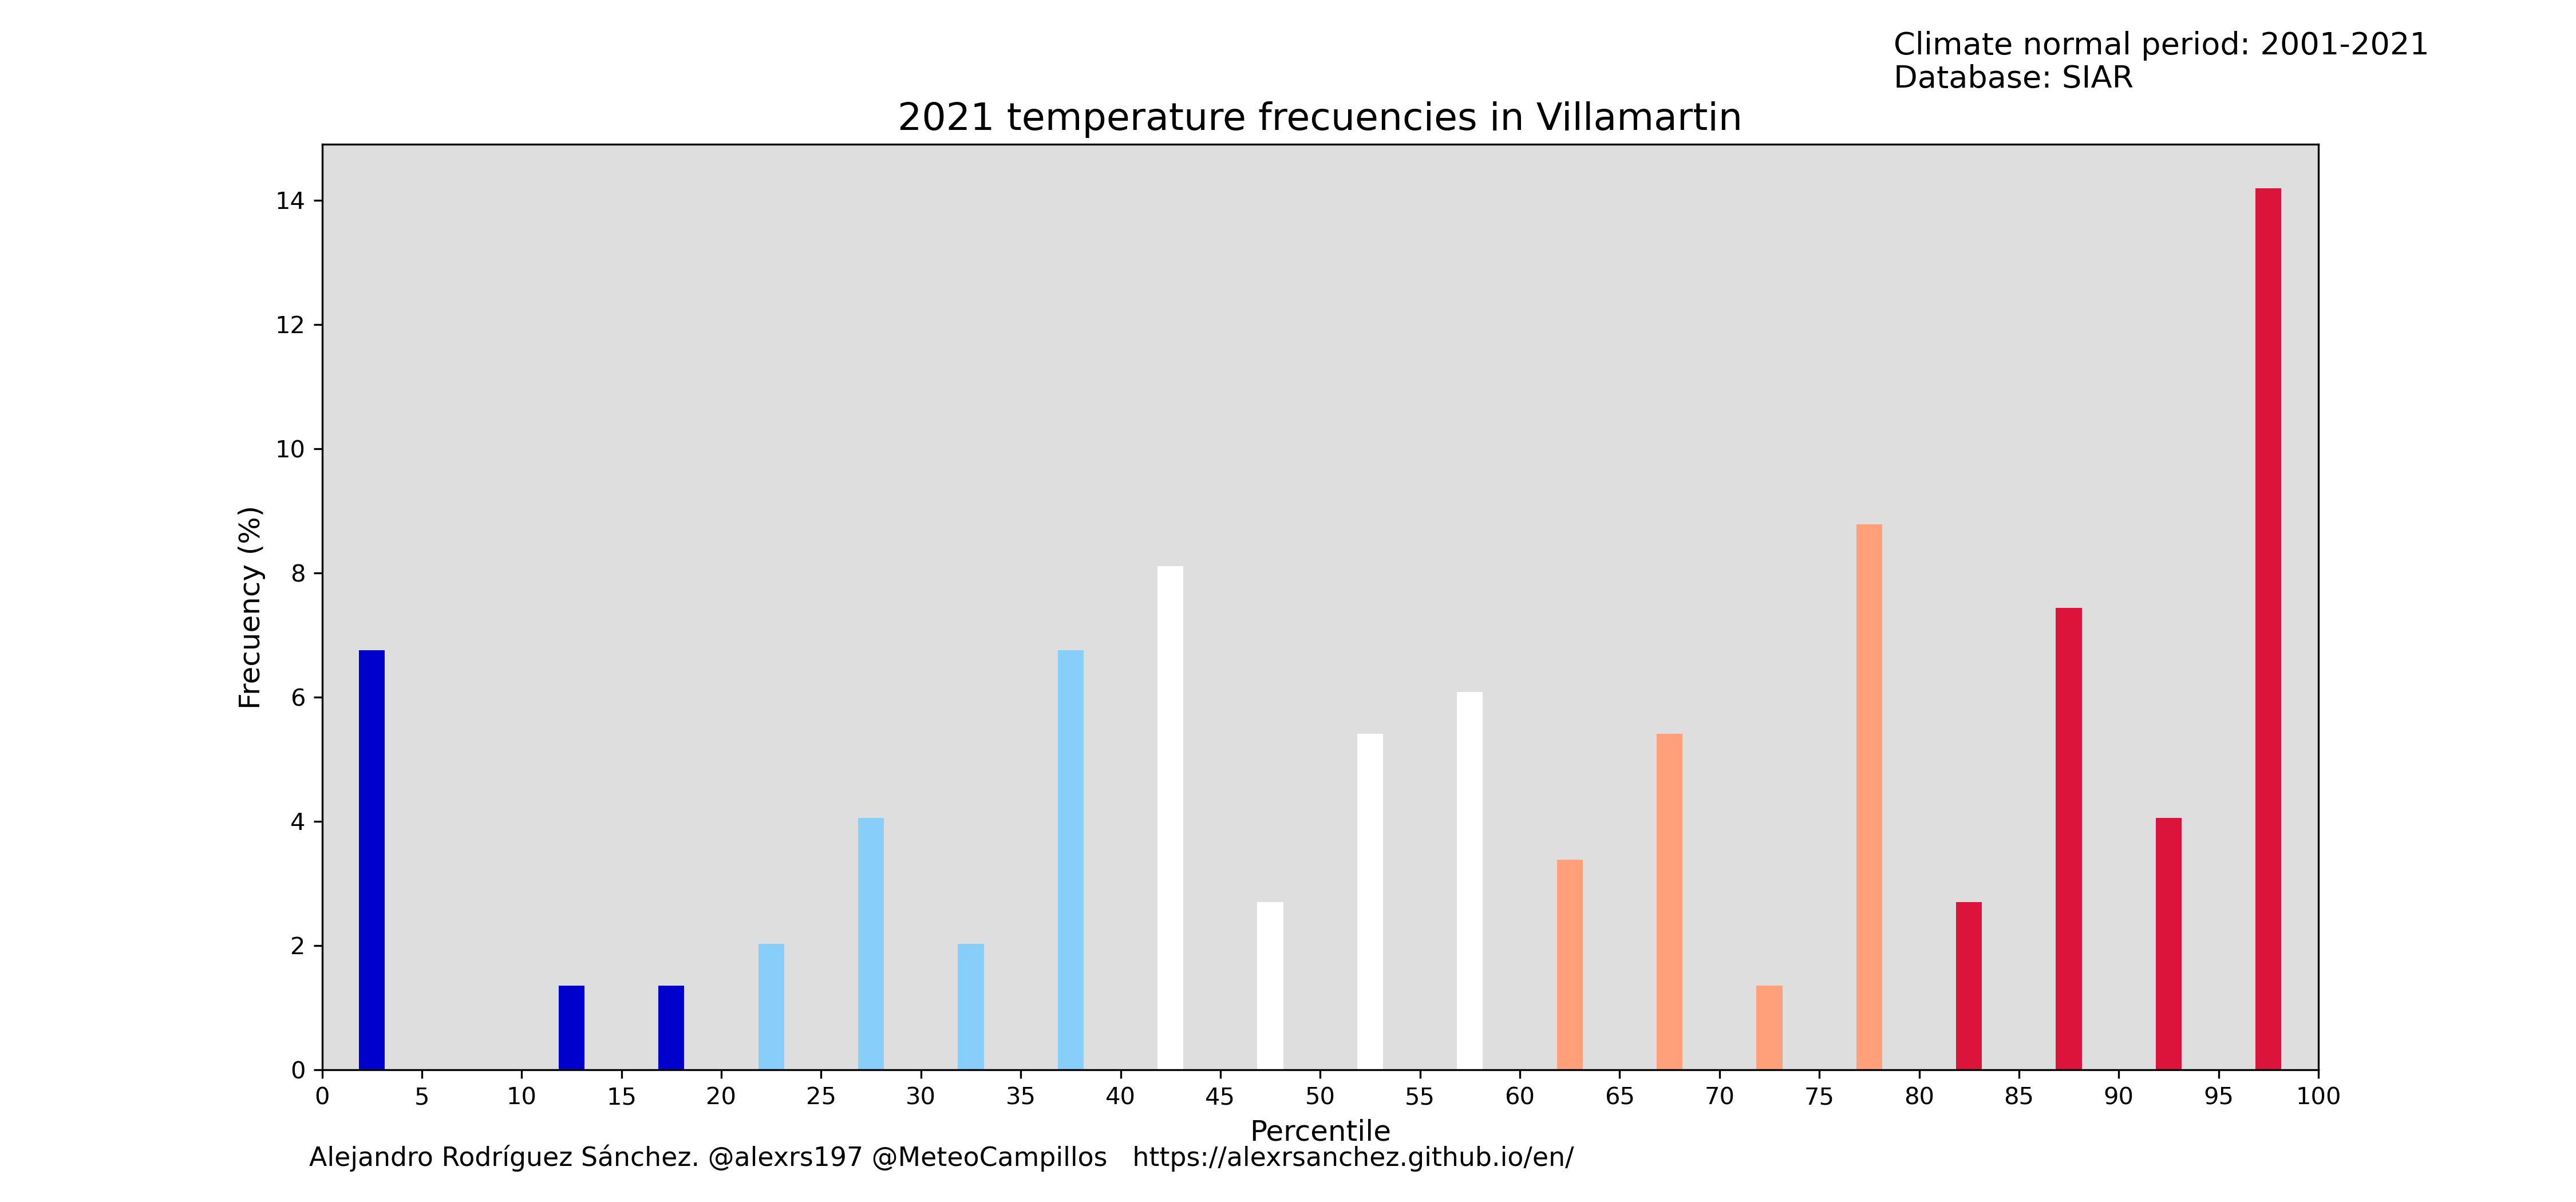 Climate normal period: 2001-2021
Database: SIAR
2021 temperature frecuencies in Villamartin
Frecuency (%)
14
12
10
8
6
4
2
0
0 5 10 15 20 25 30 35 40 45 50 55 60 65 70 75 80 85 90 95 100
Percentile
Alejandro Rodríguez Sánchez. @alexrs197 @MeteoCampillos https://alexrsanchez.github.io/en/